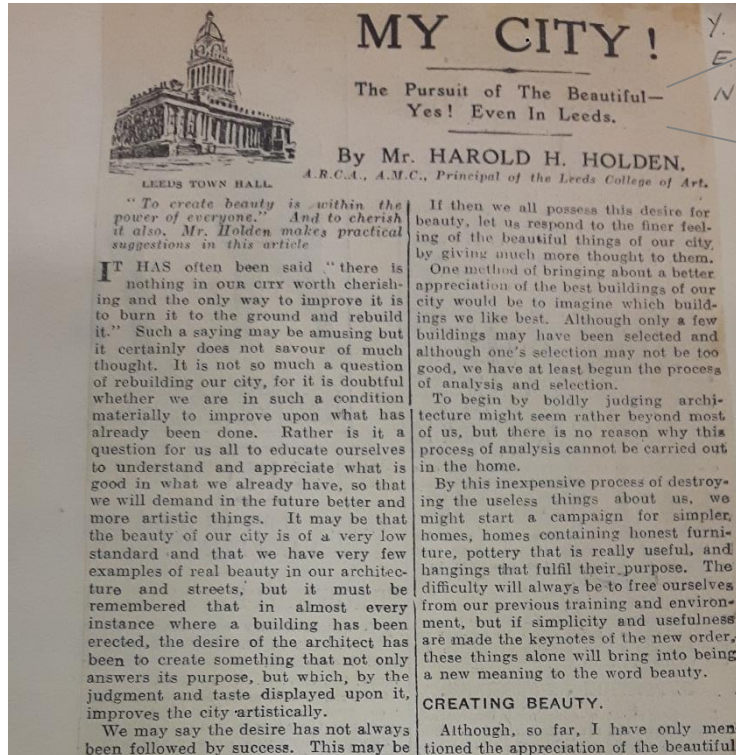 MY CITY!
Y.
E.
N
The Pursuit of The Beautiful—
Yes! Even In Leeds.
By Mr. HAROLD H. HOLDEN,
A.R.C.A., A.M.C., Principal of the Leeds College of Art.
LEEDS TOWN HALL.
"To create beauty is within the
power of everyone." And to cherish
it also. Mr. Holden makes practical
suggestions in this article
IT HAS often been said "there is
nothing in OUR CITY worth cherish-
ing and the only way to improve it is
to burn it to the ground and rebuild
it." Such a saying may be amusing but
it certainly does not savour of much
thought. It is not so much a question
of rebuilding our city, for it is doubtful
whether we are in such a condition
materially to improve upon what has
already been done. Rather is it a
question for us all to educate ourselves
to understand and appreciate what is
good in what we already have, so that
we will demand in the future better and
more artistic things. It may be that
the beauty of our city is of a very low
standard and that we have very few
examples of real beauty in our architec-
ture and streets, but it must be
remembered that in almost every
instance where a building has been
erected, the desire of the architect has
been to create something that not only
answers its purpose, but which, by the
judgment and taste displayed upon it,
improves the city artistically.
We may say the desire has not always
been followed by success. This may be
If then we all possess this desire for
beauty, let us respond to the finer feel-
ing of the beautiful things of our city
by giving much more thought to them.
One method of bringing about a better
appreciation of the best buildings of our
city would be to imagine which build-
ings we like best. Although only a few
buildings may have been selected and
although one's selection may not be too
good, we have at least begun the process
of analysis and selection.
To begin by boldly judging archi-
tecture might seem rather beyond most
of us, but there is no reason why this
process of analysis cannot be carried out
in the home.
By this inexpensive process of destroy-
ing the useless things about us, we
might start a campaign for simpler
homes, homes containing honest furni-
ture, pottery that is really useful, and
hangings that fulfil their purpose. The
difficulty will always be to free ourselves
from our previous training and environ-
ment, but if simplicity and usefulness
are made the keynotes of the new order,
these things alone will bring into being
a new meaning to the word beauty.
CREATING BEAUTY.
Although, so far, I have only men
tioned the appreciation of the beautiful